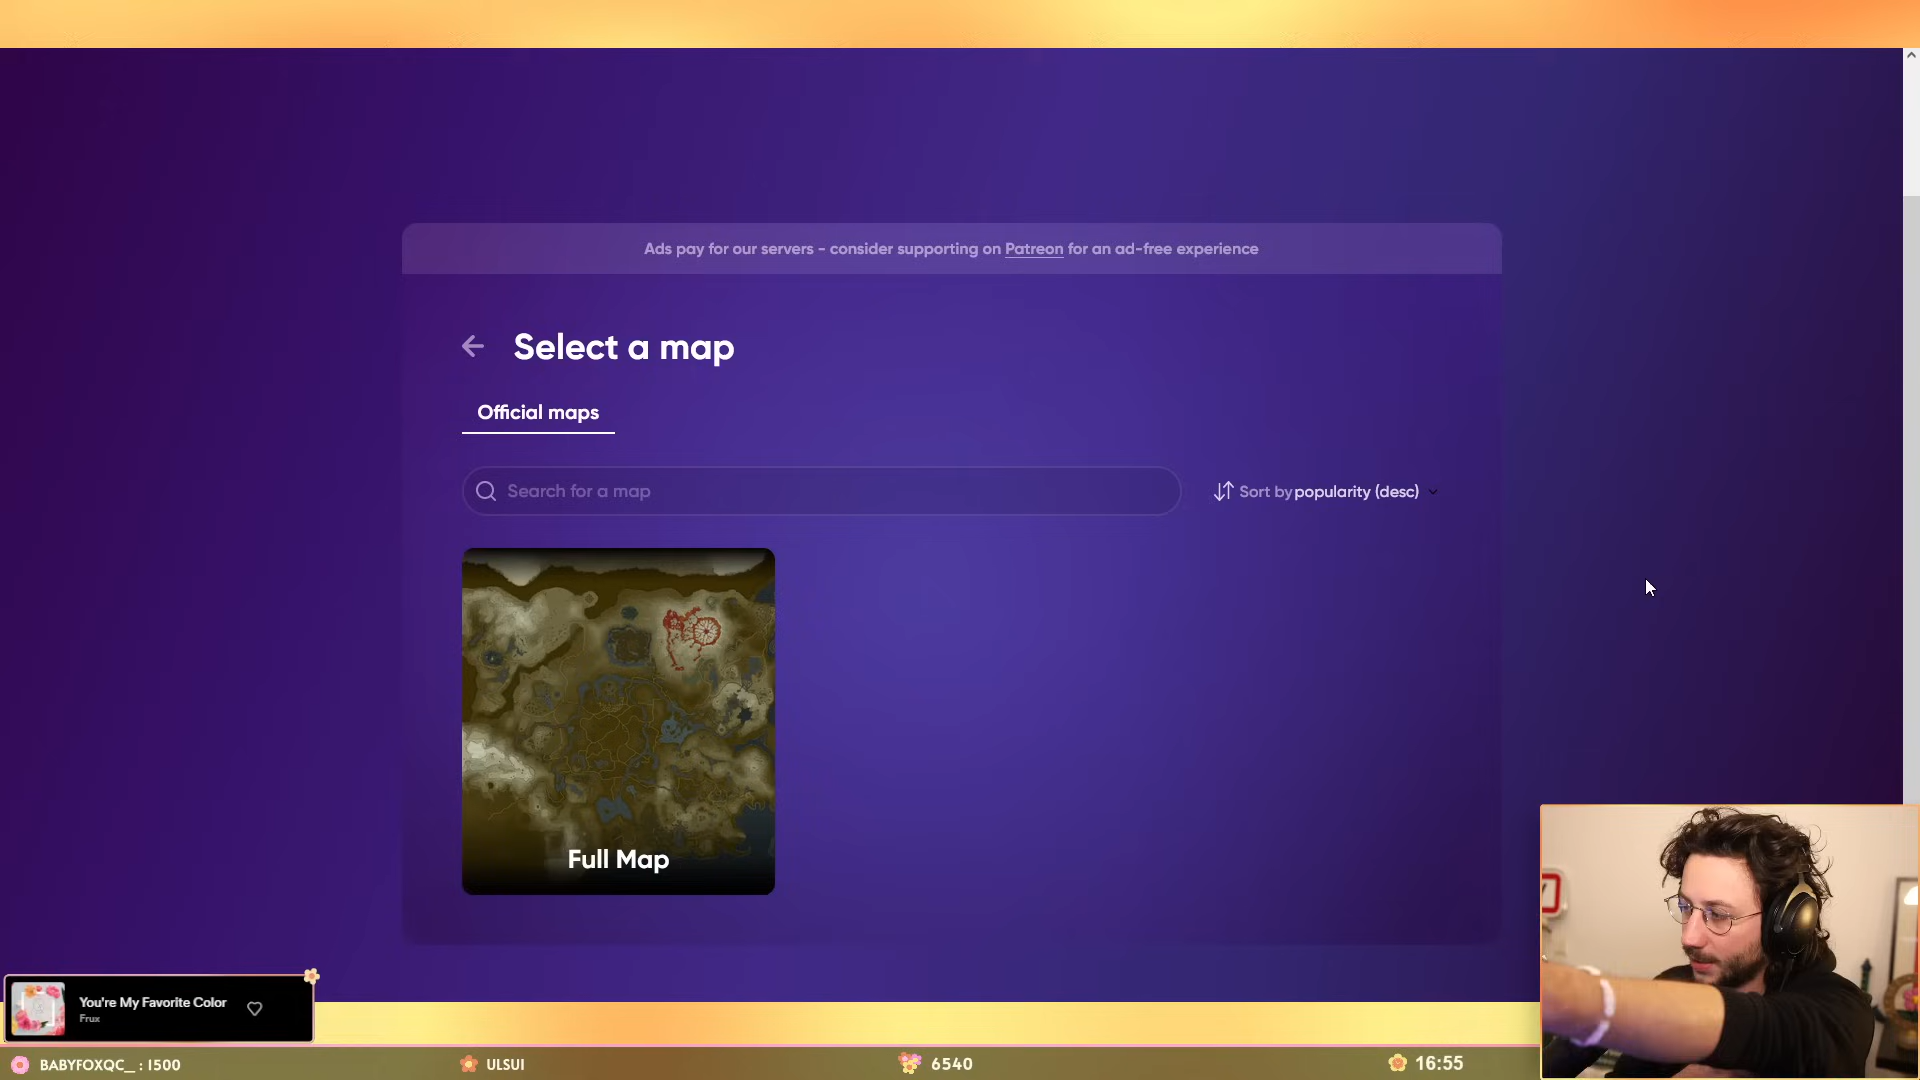 Ads pay for our servers - consider supporting on Patreon for an ad-free experience
Select a map
Official maps
Search for a map
Sort by popularity (desc)
Full Map
You're My Favorite Color
Frux
BABYFOXQC_ : 1500
ULSUI
6540
16:55